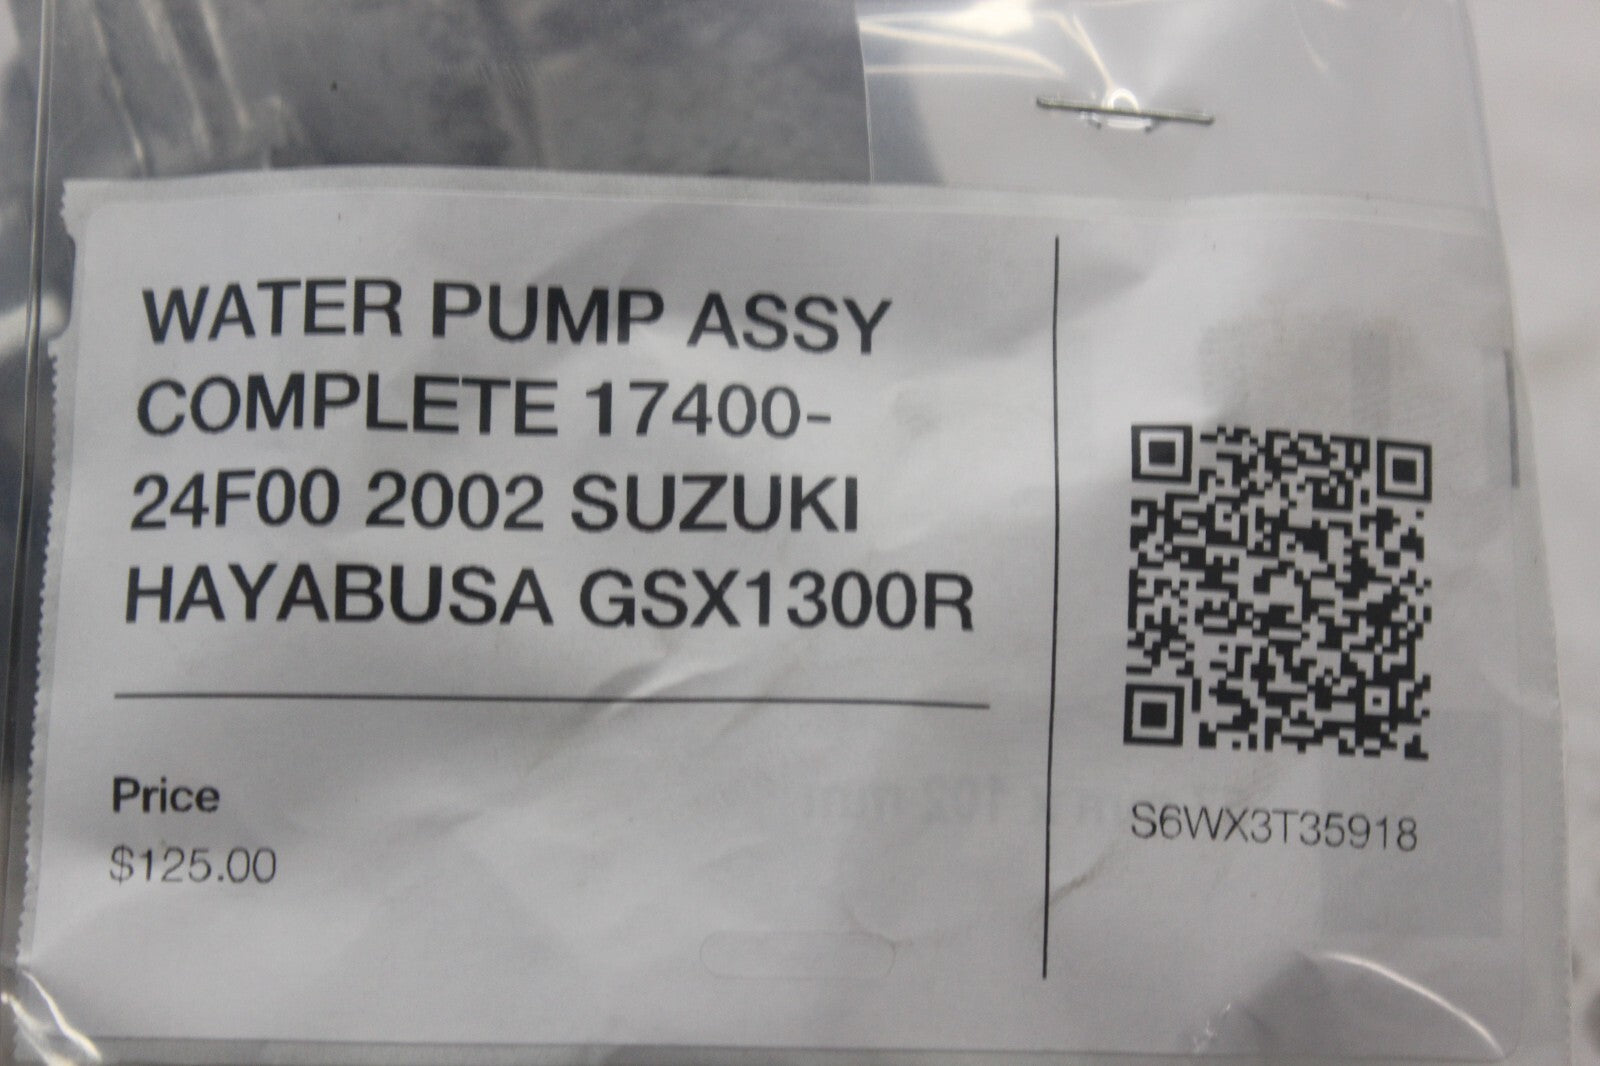 WATER PUMP ASSY
COMPLETE 17400-
24F00 2002 SUZUKI
HAYABUSA GSX1300R
Price
$125.00
S6WX3T35918